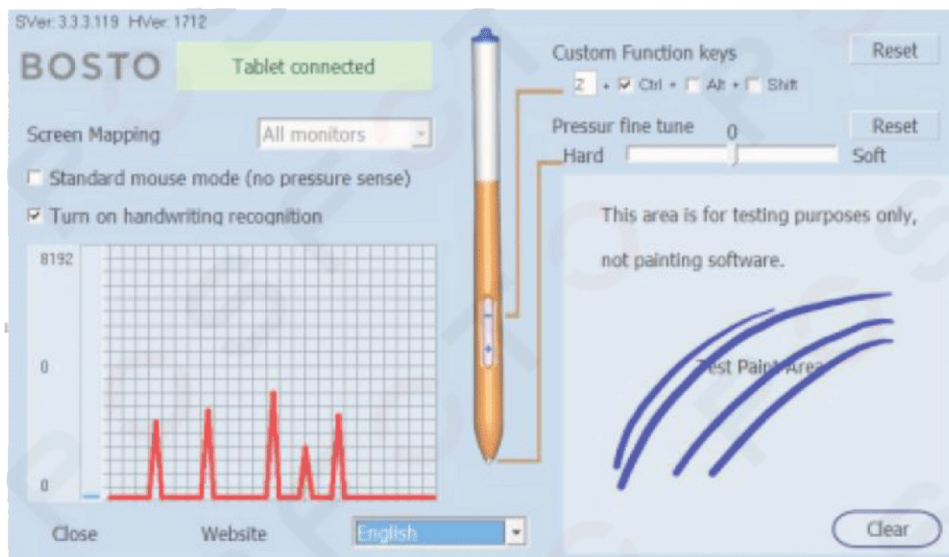 SVer: 3.3.3.119 HVer: 1712
BOSTO
Tablet connected
Screen Mapping
All monitors
Standard mouse mode (no pressure sense)
Turn on handwriting recognition
8192
0
0
Close
Website
English
Custom Function keys
Reset
Z + Ctrl + Alt + Shift
Pressur fine tune
0
Reset
Hard
Soft
This area is for testing purposes only,
not painting software.
Test Paint Area
Clear